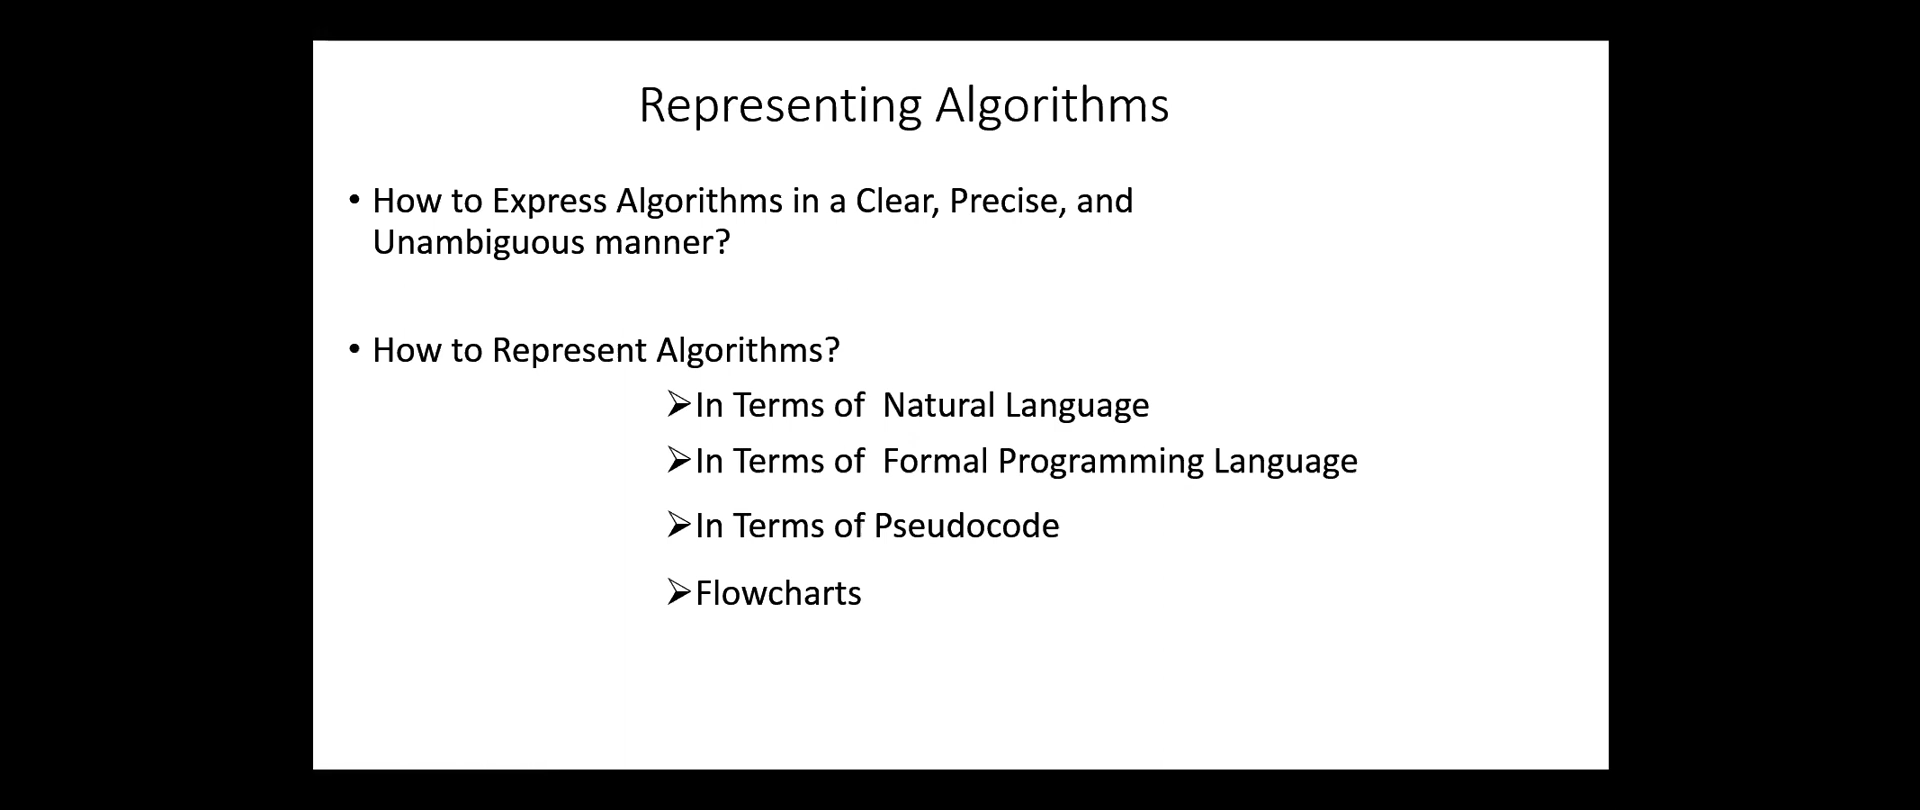 Representing Algorithms
• How to Express Algorithms in a Clear, Precise, and
Unambiguous manner?
• How to Represent Algorithms?
➢In Terms of  Natural Language
➢In Terms of  Formal Programming Language
➢In Terms of Pseudocode
➢Flowcharts